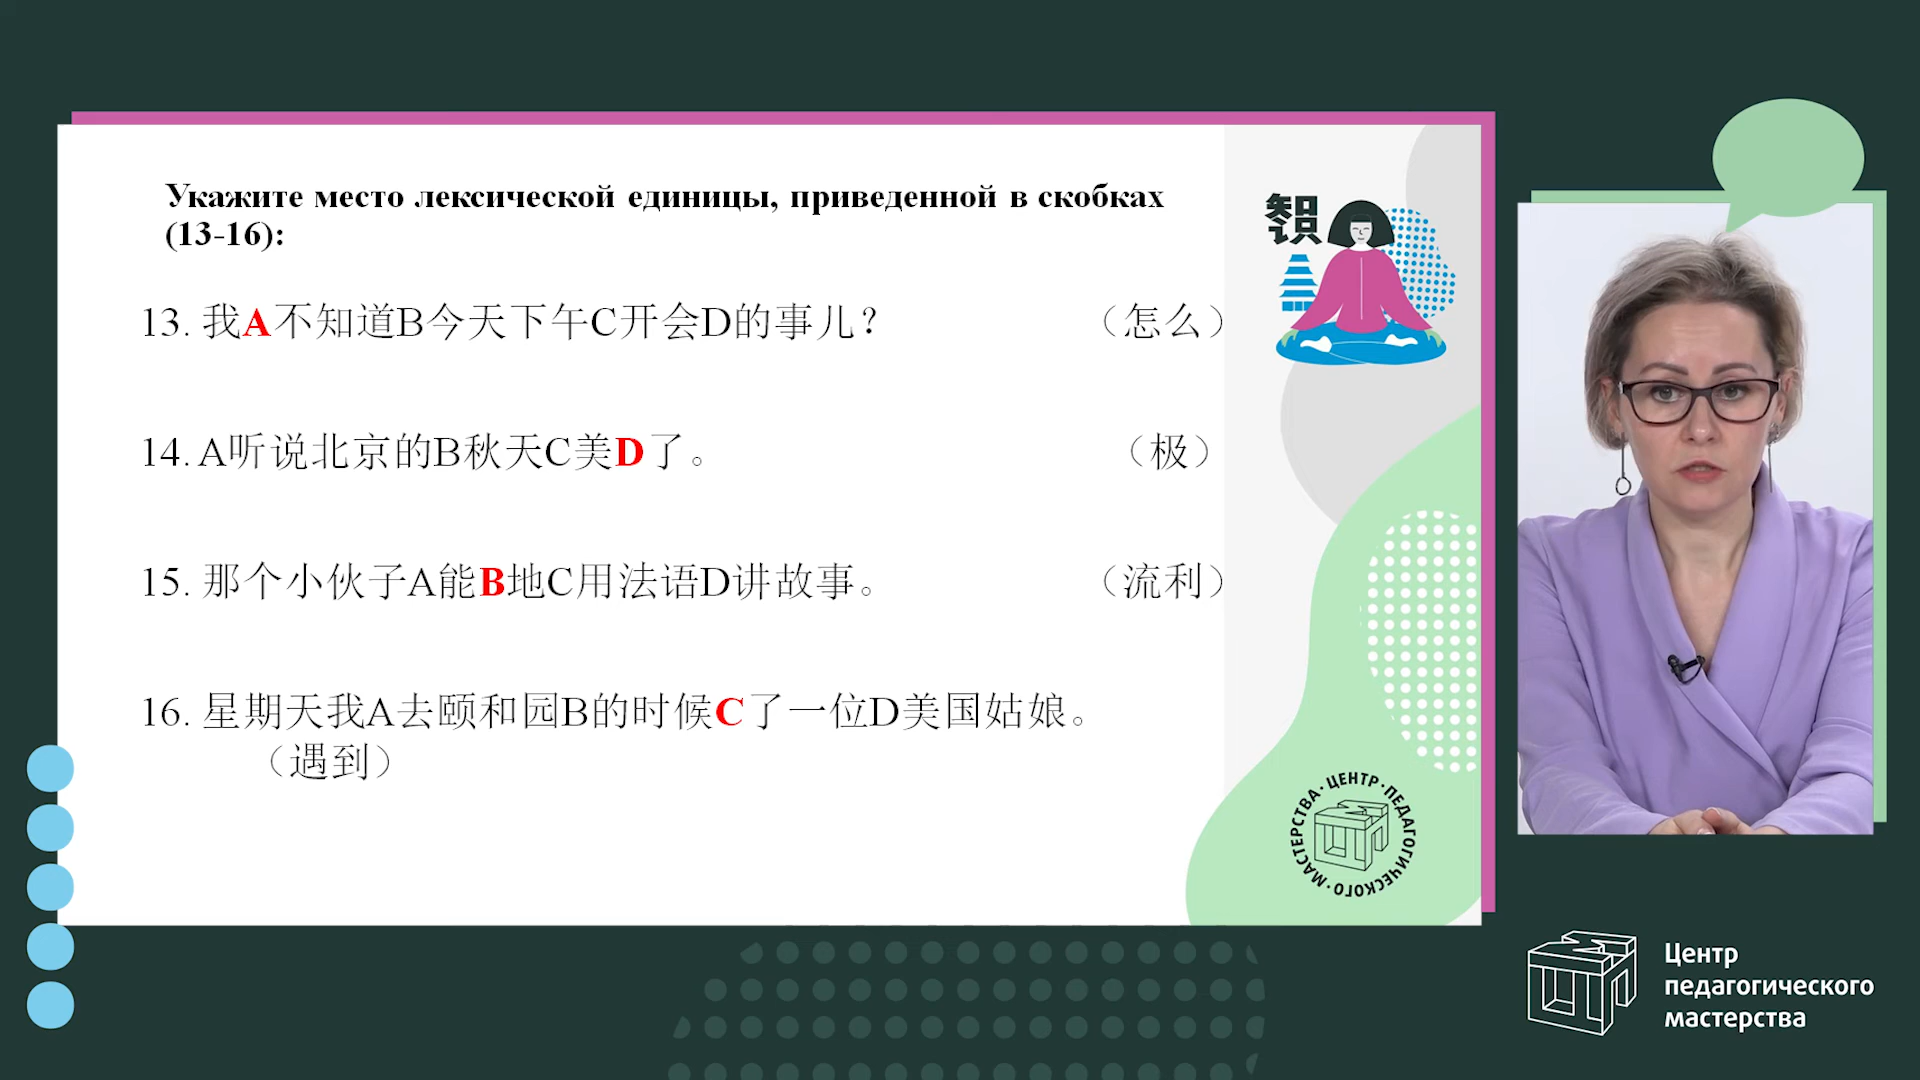 Укажите место лексической единицы, приведенной в скобках
(13-16):
13. 我A不知道B今天下午C开会D的事儿？ （怎么）
14. A听说北京的B秋天C美D了。 （极）
15. 那个小伙子A能B地C用法语D讲故事。 （流利）
16. 星期天我A去颐和园B的时候C了一位D美国姑娘。
（遇到）
智识
ЦЕНТР·ПЕДАГОГИЧЕСКОГО·МАСТЕРСТВА·
Центр
педагогического
мастерства